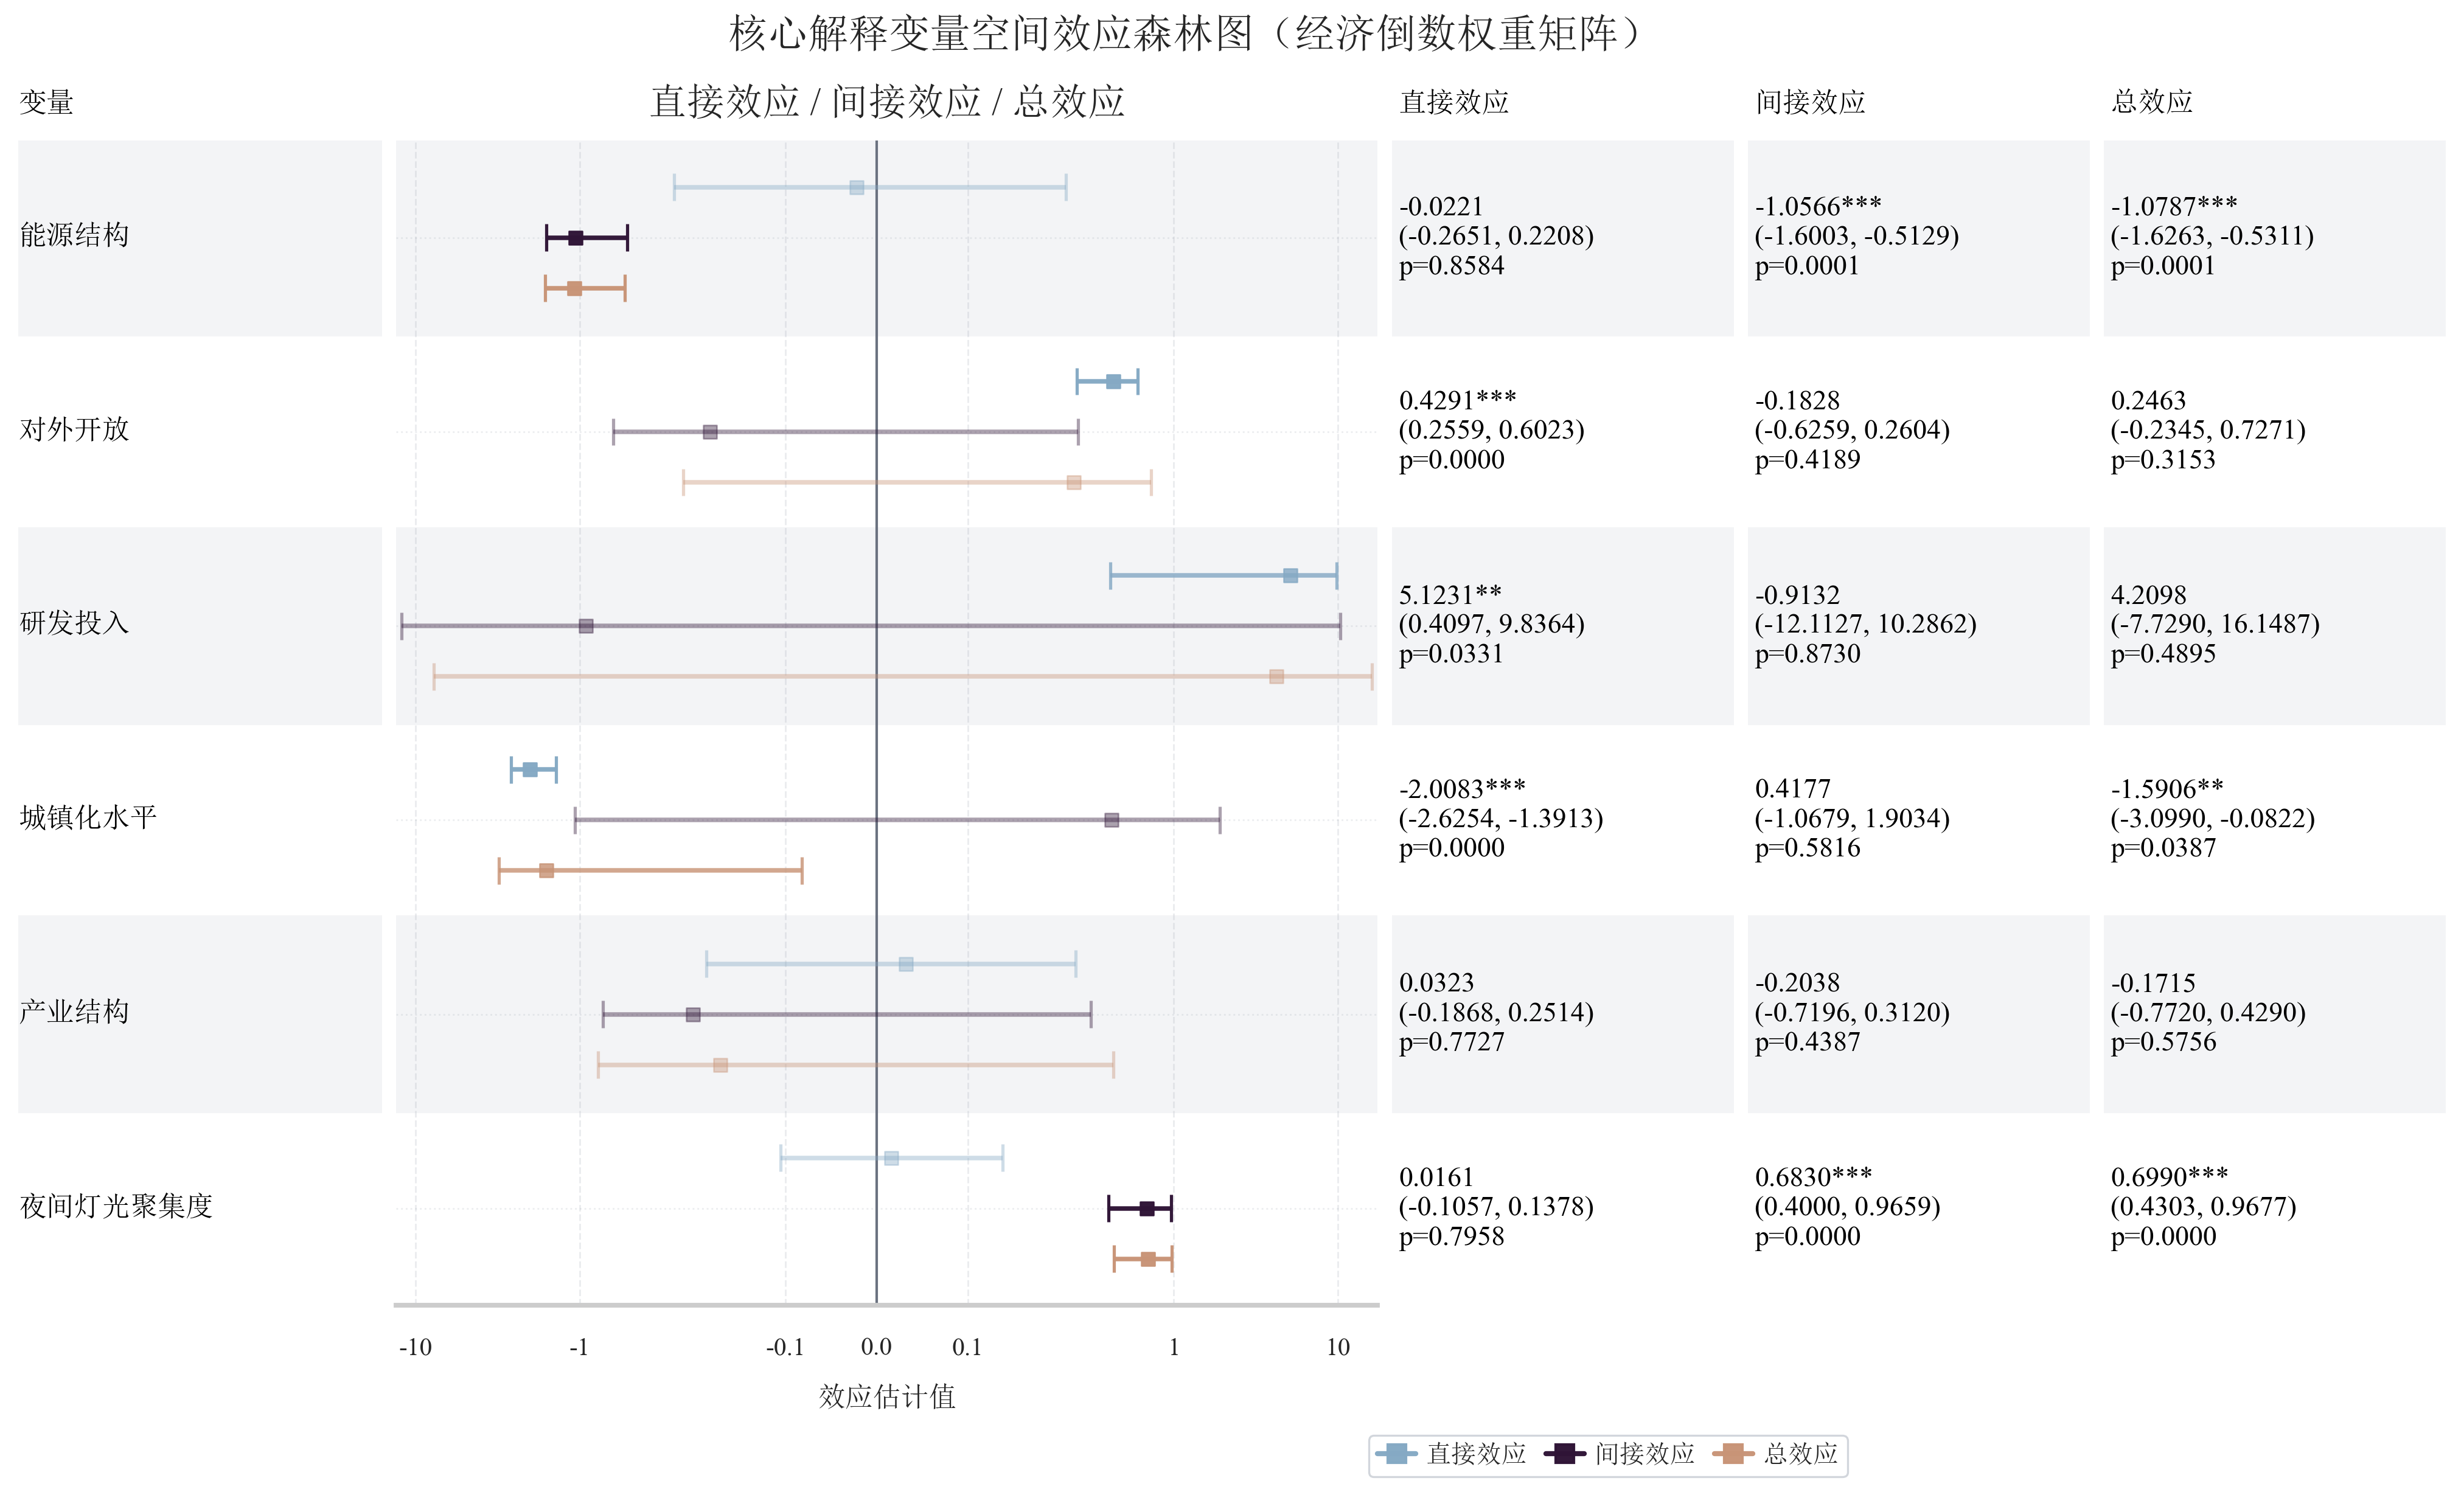 核心解释变量空间效应森林图（经济倒数权重矩阵）
变量
直接效应 / 间接效应 / 总效应
直接效应
间接效应
总效应
能源结构
-0.0221
(-0.2651, 0.2208)
p=0.8584
-1.0566***
(-1.6003, -0.5129)
p=0.0001
-1.0787***
(-1.6263, -0.5311)
p=0.0001
对外开放
0.4291***
(0.2559, 0.6023)
p=0.0000
-0.1828
(-0.6259, 0.2604)
p=0.4189
0.2463
(-0.2345, 0.7271)
p=0.3153
研发投入
5.1231**
(0.4097, 9.8364)
p=0.0331
-0.9132
(-12.1127, 10.2862)
p=0.8730
4.2098
(-7.7290, 16.1487)
p=0.4895
城镇化水平
-2.0083***
(-2.6254, -1.3913)
p=0.0000
0.4177
(-1.0679, 1.9034)
p=0.5816
-1.5906**
(-3.0990, -0.0822)
p=0.0387
产业结构
0.0323
(-0.1868, 0.2514)
p=0.7727
-0.2038
(-0.7196, 0.3120)
p=0.4387
-0.1715
(-0.7720, 0.4290)
p=0.5756
夜间灯光聚集度
0.0161
(-0.1057, 0.1378)
p=0.7958
0.6830***
(0.4000, 0.9659)
p=0.0000
0.6990***
(0.4303, 0.9677)
p=0.0000
-10 -1 -0.1 0.0 0.1 1 10
效应估计值
直接效应 间接效应 总效应